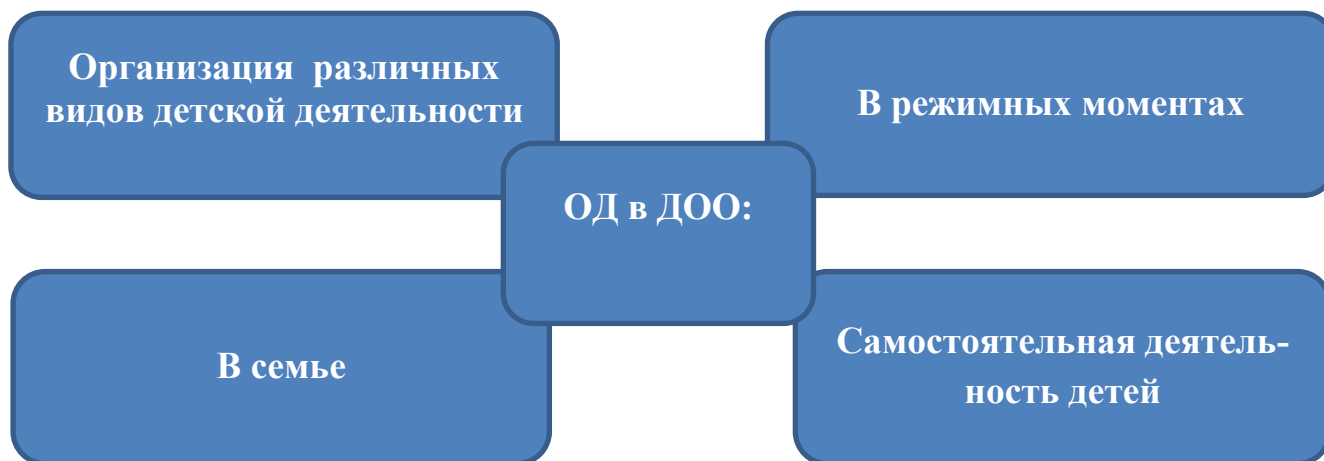 Организация различных
видов детской деятельности
В режимных моментах
ОД в ДОО:
В семье
Самостоятельная деятель-
ность детей